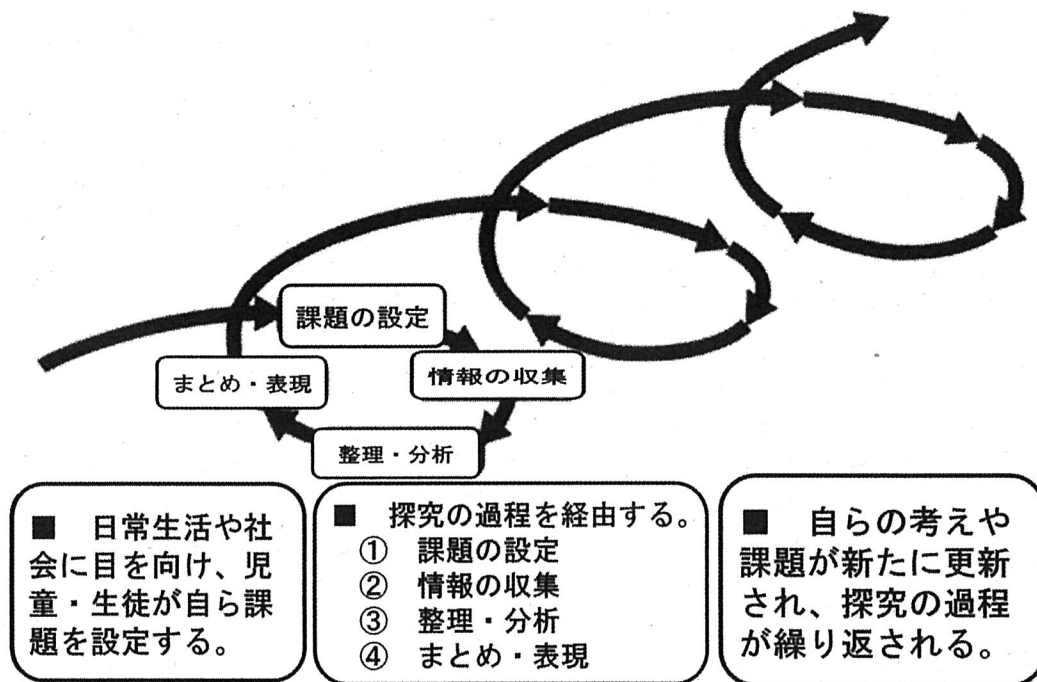 課題の設定
情報の収集
まとめ・表現
整理・分析
■ 日常生活や社
会に目を向け、児
童・生徒が自ら課
題を設定する。
■ 探究の過程を経由する。
① 課題の設定
② 情報の収集
③ 整理・分析
④ まとめ・表現
■ 自らの考えや
課題が新たに更新
され、探究の過程
が繰り返される。